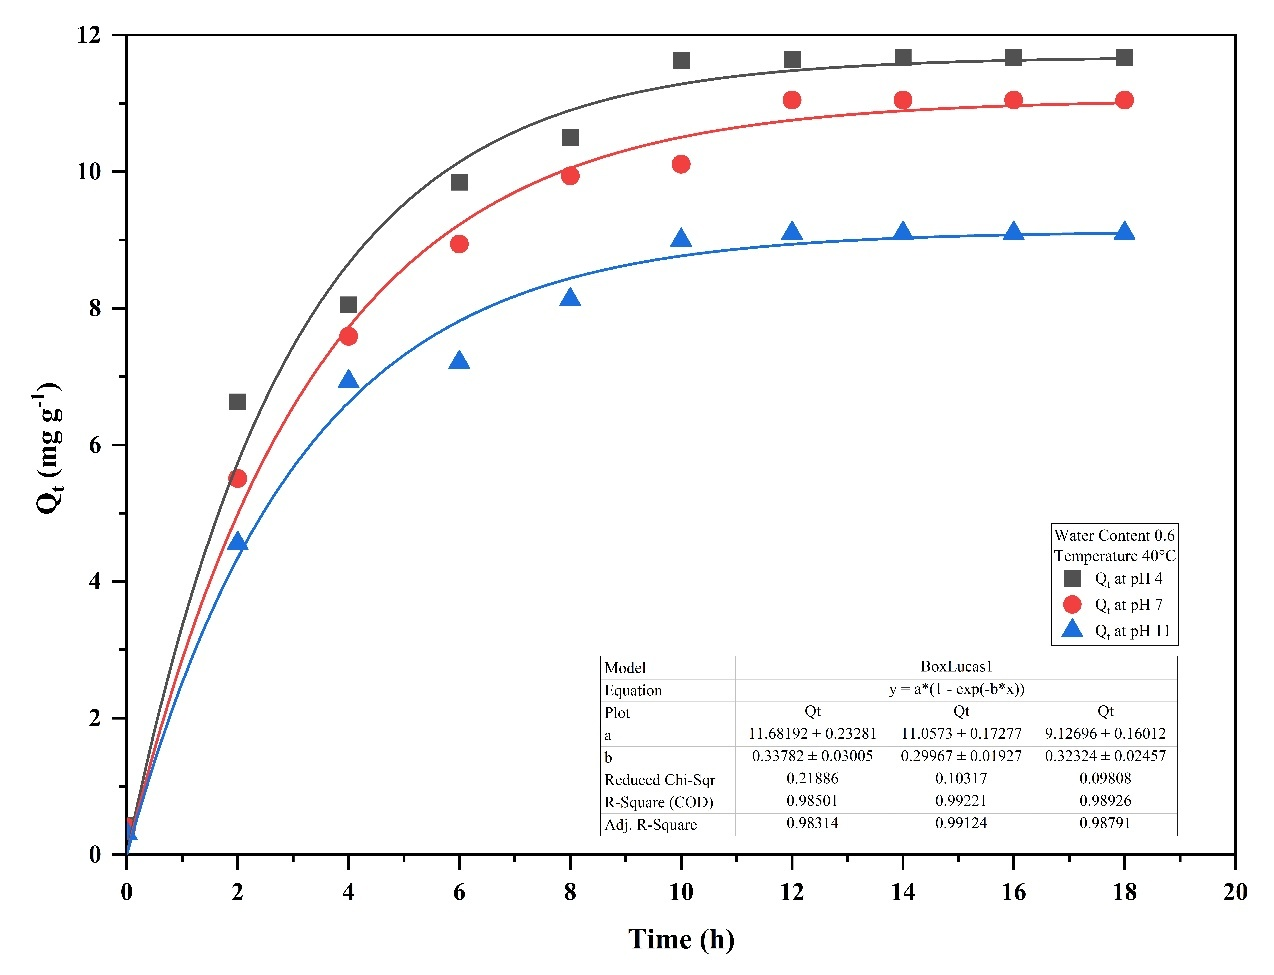 12
10
8
6
4
2
0
Qt (mg g-1)
0 2 4 6 8 10 12 14 16 18 20
Time (h)
Water Content 0.6
Temperature 40°C
Qt at pH 4
Qt at pH 7
Qt at pH 11
Model BoxLucas1
Equation y = a*(1 - exp(-b*x))
Plot Qt Qt Qt
a 11.68192 ± 0.23281 11.0573 ± 0.17277 9.12696 ± 0.16012
b 0.33782 ± 0.03005 0.29967 ± 0.01927 0.32324 ± 0.02457
Reduced Chi-Sqr 0.21886 0.10317 0.09808
R-Square (COD) 0.98501 0.99221 0.98926
Adj. R-Square 0.98314 0.99124 0.98791